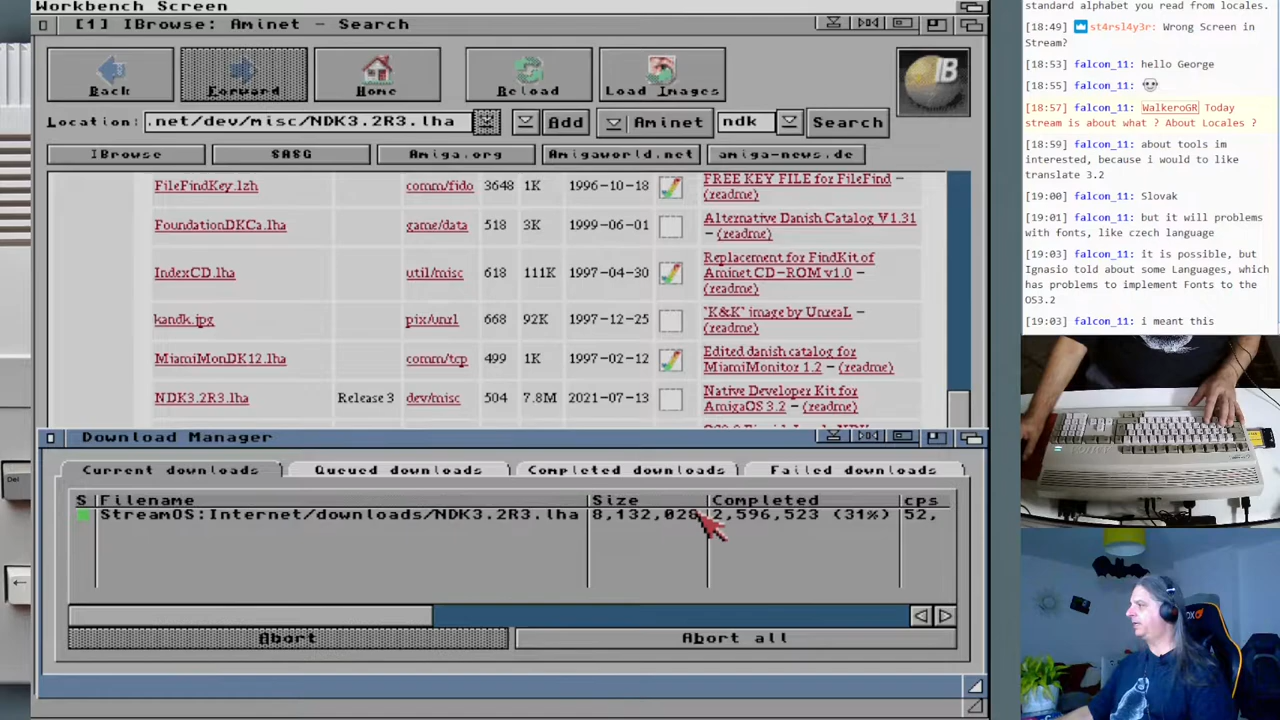 Workbench Screen
[1] IBrowse: Aminet - Search
Back
Forward
Home
Reload
Load Images
IB
Location: .net/dev/misc/NDK3.2R3.lha
Add
Aminet
ndk
Search
IBrowse
SASG
Amiga.org
Amigaworld.net
amiga-news.de
FileFindKey.lzh comm/fido 3648 1K 1996-10-18 FREE KEY FILE for FileFind -
(readme)
FoundationDKCa.lha game/data 518 3K 1999-06-01 Alternative Danish Catalog V1.31
- (readme)
IndexCD.lha util/misc 618 111K 1997-04-30 Replacement for FindKit of
Aminet CD-ROM v1.0 -
(readme)
kandk.jpg pix/unrl 668 92K 1997-12-25 `K&K` image by UnreaL -
(readme)
MiamiMonDK12.lha comm/tcp 499 1K 1997-02-12 Edited danish catalog for
MiamiMonitor 1.2 - (readme)
NDK3.2R3.lha Release 3 dev/misc 504 7.8M 2021-07-13 Native Developer Kit for
AmigaOS 3.2 - (readme)
Download Manager
Current downloads
Queued downloads
Completed downloads
Failed downloads
S Filename Size Completed cps
StreamOS:Internet/downloads/NDK3.2R3.lha 8,132,028 2,596,523 (31%) 52,
Abort
Abort all
standard alphabet you read from locales.
[18:49] st4rsl4y3r: Wrong Screen in
Stream?
[18:53] falcon_11: hello George
[18:55] falcon_11:
[18:57] falcon_11: WalkeroGR Today
stream is about what ? About Locales ?
[18:59] falcon_11: about tools im
interested, because i would to like
translate 3.2
[19:00] falcon_11: Slovak
[19:01] falcon_11: but it will problems
with fonts, like czech language
[19:03] falcon_11: it is possible, but
Ignasio told about some Languages, which
has problems to implement Fonts to the
OS3.2
[19:03] falcon_11: i meant this
Del